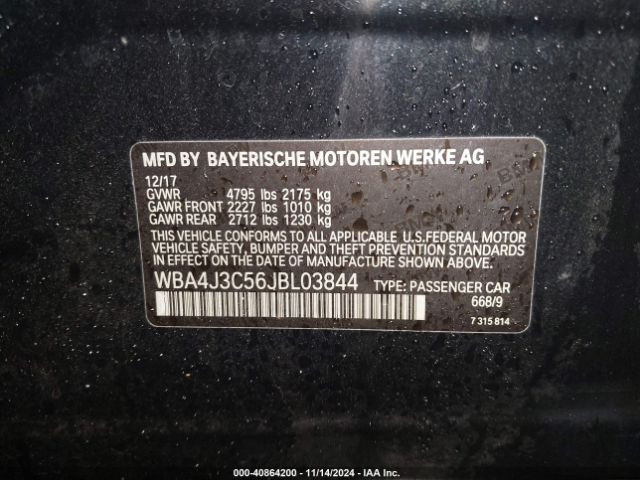 MFD BY BAYERISCHE MOTOREN WERKE AG
12/17
GVWR 4795 lbs 2175 kg
GAWR FRONT 2227 lbs 1010 kg
GAWR REAR 2712 lbs 1230 kg
THIS VEHICLE CONFORMS TO ALL APPLICABLE U.S.FEDERAL MOTOR
VEHICLE SAFETY, BUMPER AND THEFT PREVENTION STANDARDS
IN EFFECT ON THE DATE OF MANUFACTURE SHOWN ABOVE.
WBA4J3C56JBL03844 TYPE: PASSENGER CAR
668/9
7 315 814
000-40864200 - 11/14/2024 - IAA Inc.